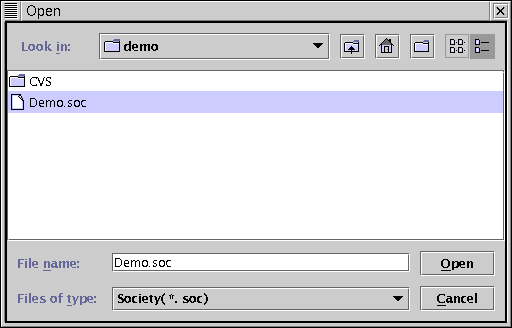 Open
Look in: demo
CVS
Demo.soc
File name: Demo.soc Open
Files of type: Society( *. soc) Cancel